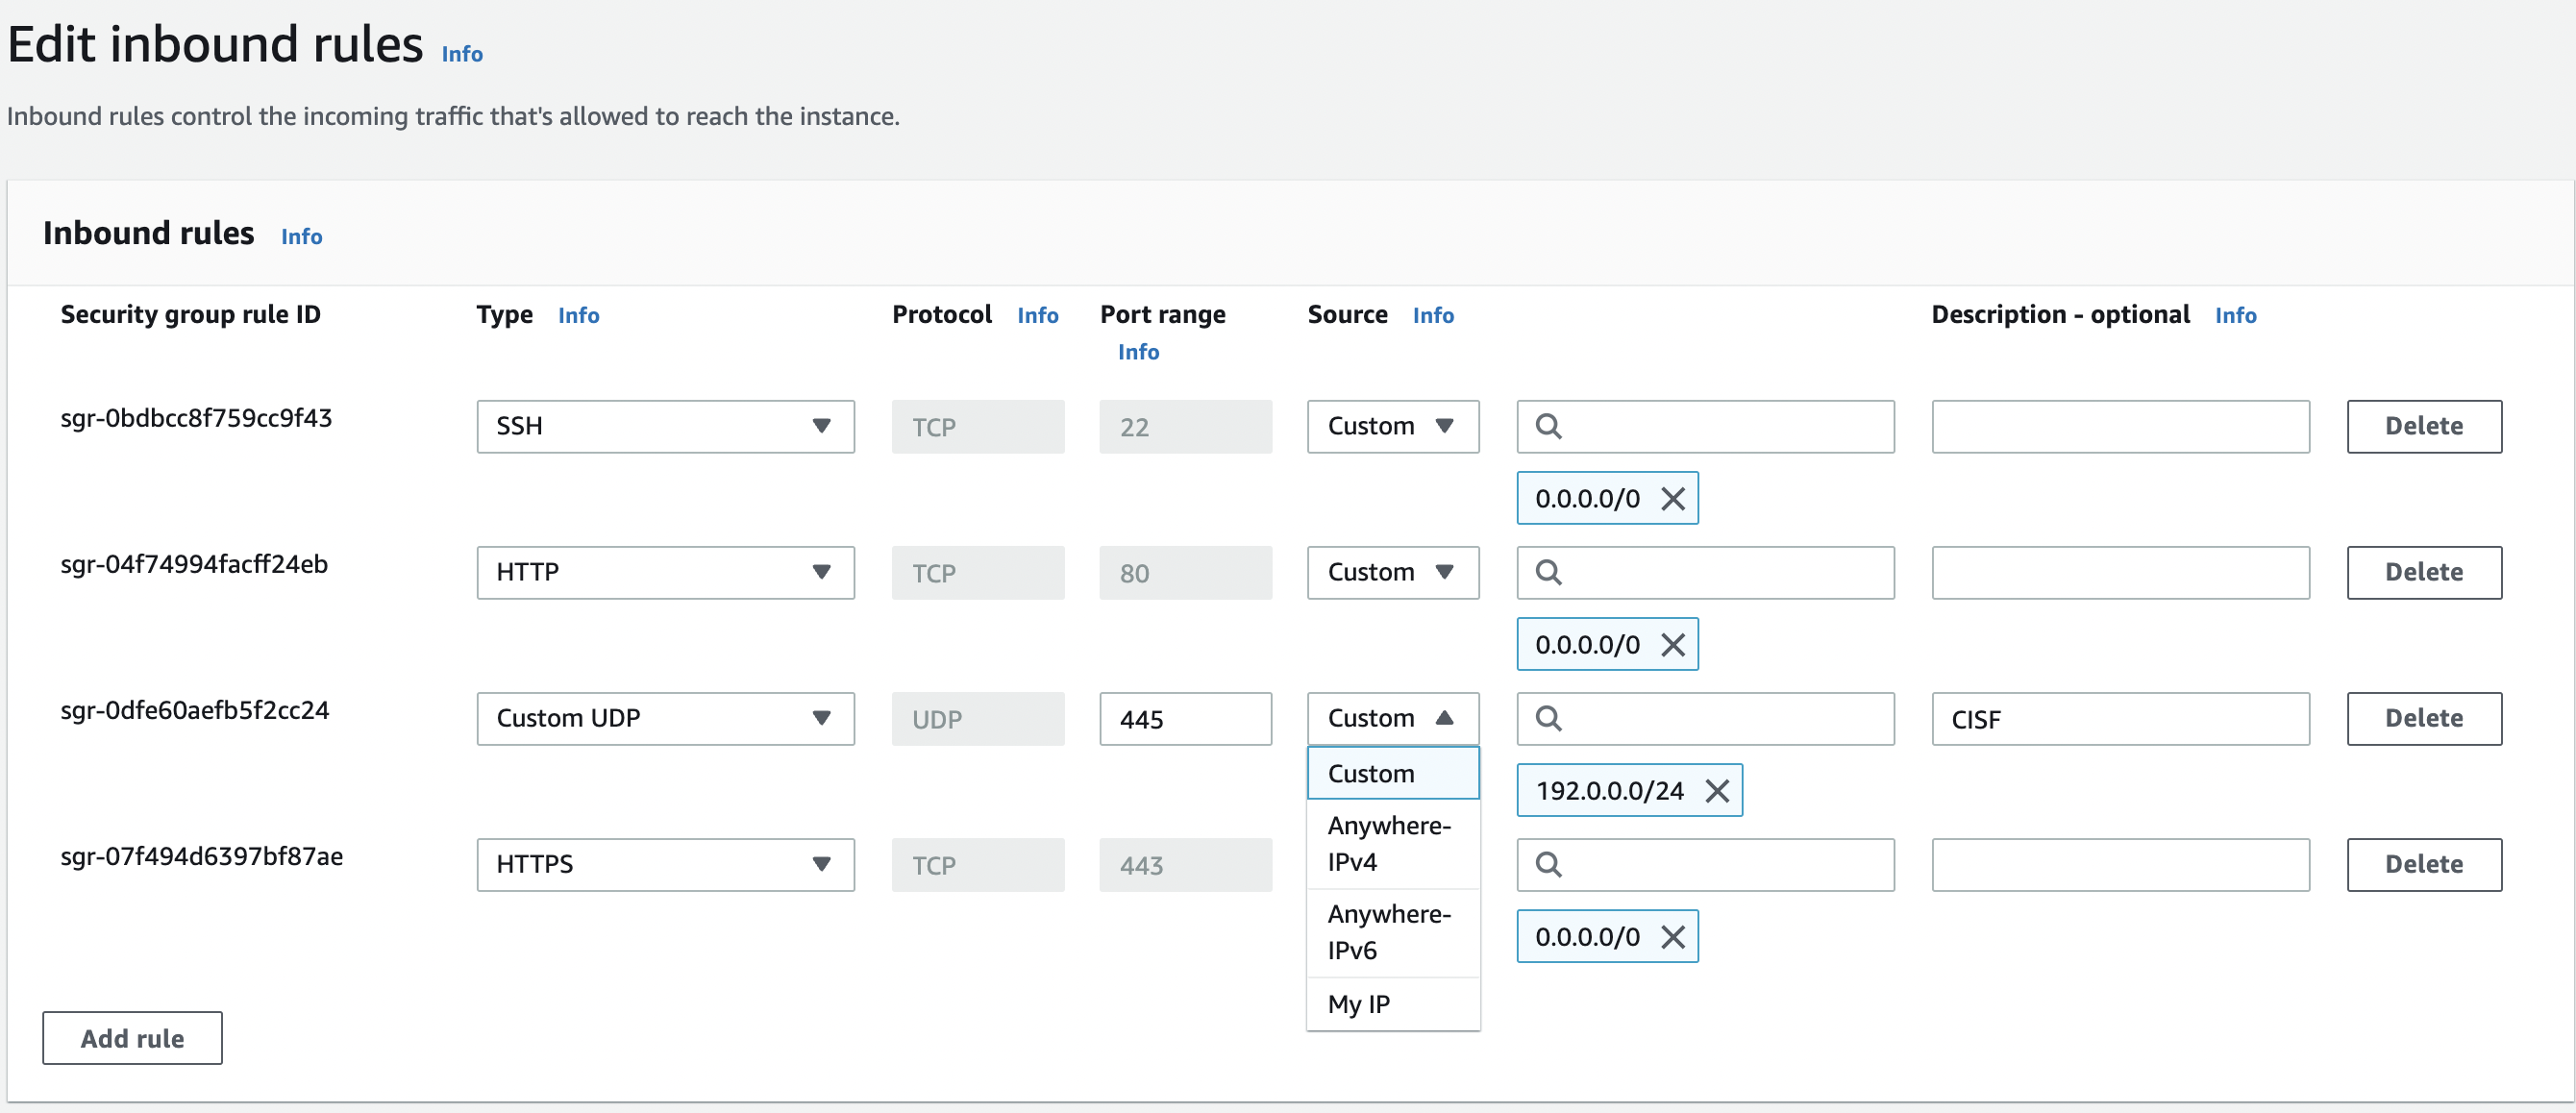 Edit inbound rules Info
Inbound rules control the incoming traffic that's allowed to reach the instance.
Inbound rules Info
Security group rule ID Type Info Protocol Info Port range Source Info Description - optional Info
Info
sgr-0bdbcc8f759cc9f43 SSH TCP 22 Custom Delete
0.0.0.0/0
sgr-04f74994facff24eb HTTP TCP 80 Custom Delete
0.0.0.0/0
sgr-0dfe60aefb5f2cc24 Custom UDP UDP 445 Custom CISF Delete
Custom 192.0.0.0/24
Anywhere-
IPv4
sgr-07f494d6397bf87ae HTTPS TCP 443 Delete
Anywhere-
IPv6
0.0.0.0/0
My IP
Add rule